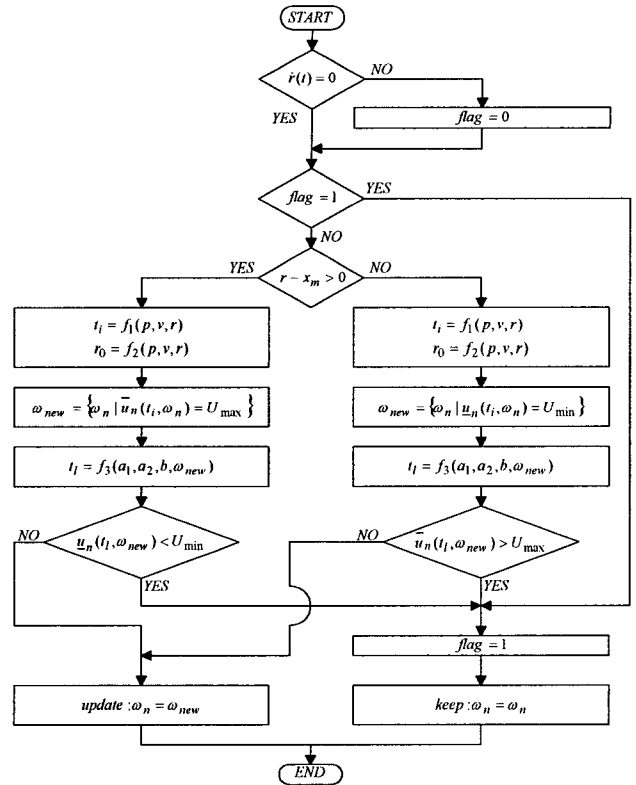 START
ṙ(t) = 0
NO
YES
flag = 0
flag = 1
YES
NO
r − x_m > 0
YES
NO
t_i = f_1(p, v, r)
r_0 = f_2(p, v, r)
t_i = f_1(p, v, r)
r_0 = f_2(p, v, r)
ω_new = {ω_n | u̅_n(t_i, ω_n) = U_max}
ω_new = {ω_n | u̲_n(t_i, ω_n) = U_min}
t_l = f_3(a_1, a_2, b, ω_new)
t_l = f_3(a_1, a_2, b, ω_new)
NO
u̲_n(t_l, ω_new) < U_min
YES
NO
u̅_n(t_l, ω_new) > U_max
YES
flag = 1
update : ω_n = ω_new
keep : ω_n = ω_n
END